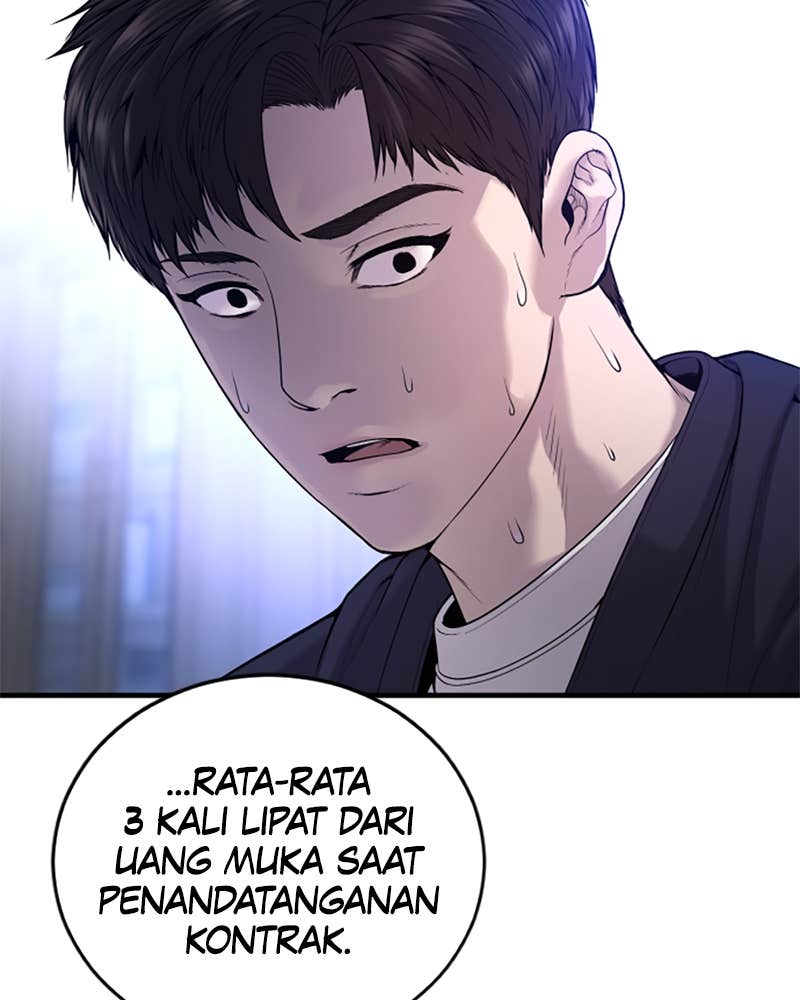 ...RATA-RATA
3 KALI LIPAT DARI
UANG MUKA SAAT
PENANDATANGANAN
KONTRAK.